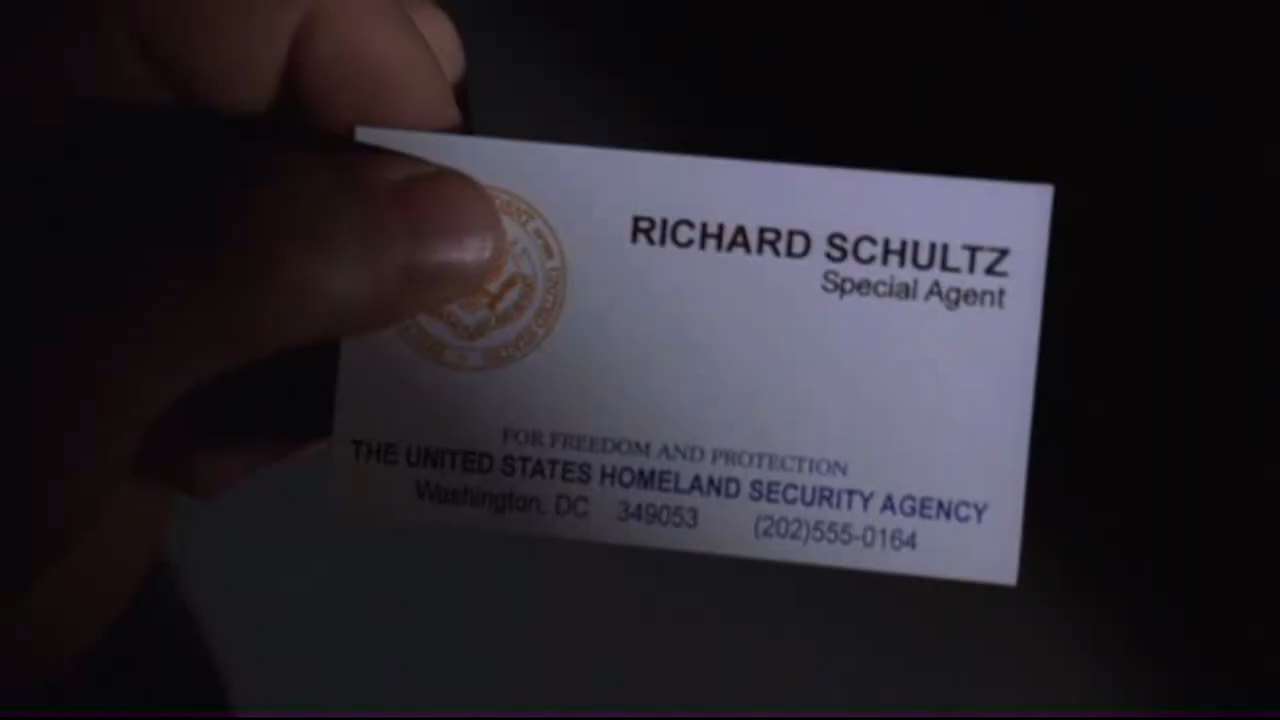 RICHARD SCHULTZ
Special Agent
FOR FREEDOM AND PROTECTION
THE UNITED STATES HOMELAND SECURITY AGENCY
Washington, DC 349053 (202)555-0164